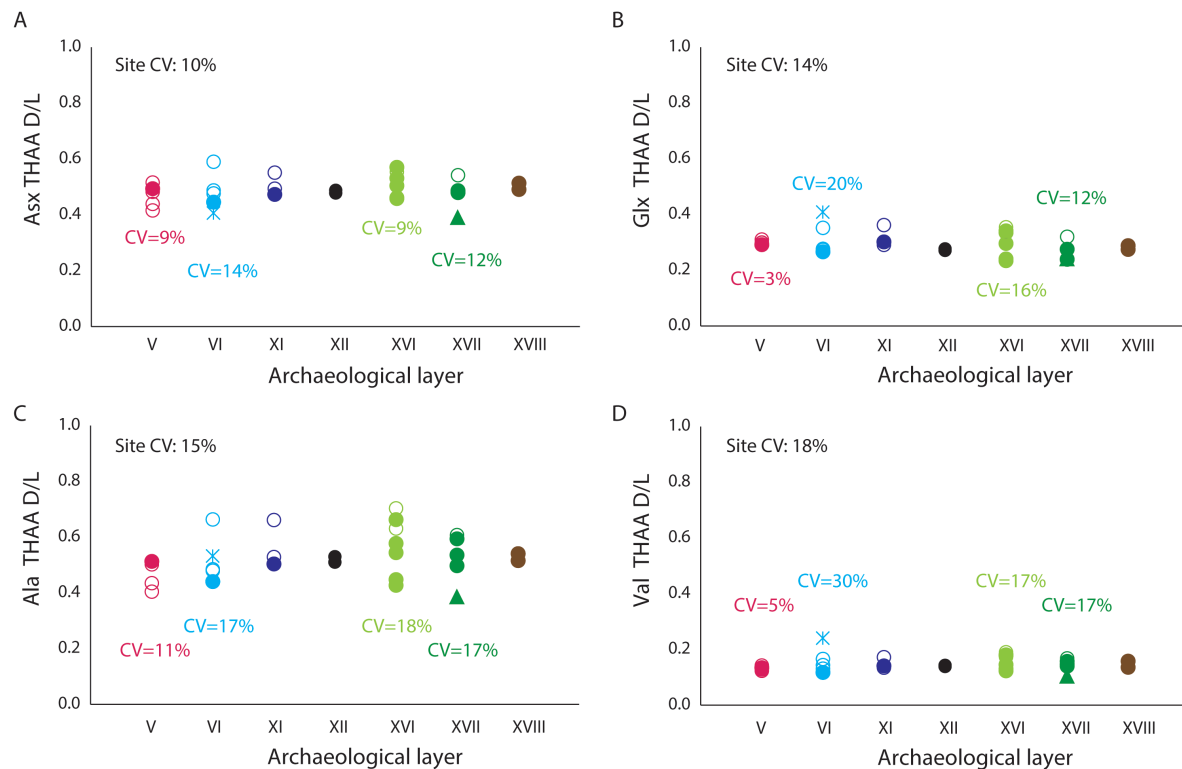 A
Site CV: 10%
Asx THAA D/L
1.0
0.8
0.6
0.4
0.2
0.0
CV=9%
CV=14%
CV=9%
CV=12%
V VI XI XII XVI XVII XVIII
Archaeological layer
B
Site CV: 14%
Glx THAA D/L
1.0
0.8
0.6
0.4
0.2
0.0
CV=20%
CV=12%
CV=3%
CV=16%
V VI XI XII XVI XVII XVIII
Archaeological layer
C
Site CV: 15%
Ala THAA D/L
1.0
0.8
0.6
0.4
0.2
0.0
CV=17%
CV=18%
CV=11%
CV=17%
V VI XI XII XVI XVII XVIII
Archaeological layer
D
Site CV: 18%
Val THAA D/L
1.0
0.8
0.6
0.4
0.2
0.0
CV=30%
CV=17%
CV=5%
CV=17%
V VI XI XII XVI XVII XVIII
Archaeological layer